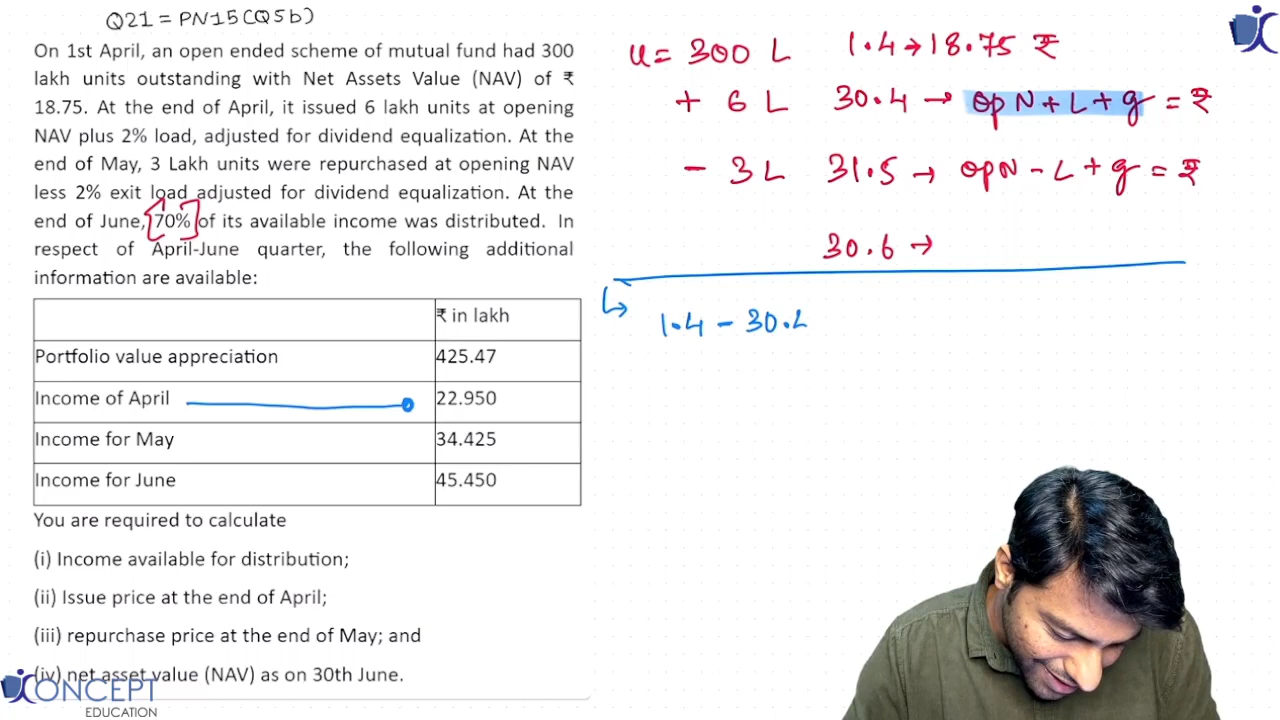 Q21 = PN15(Q5b)
On 1st April, an open ended scheme of mutual fund had 300
lakh units outstanding with Net Assets Value (NAV) of ₹
18.75. At the end of April, it issued 6 lakh units at opening
NAV plus 2% load, adjusted for dividend equalization. At the
end of May, 3 Lakh units were repurchased at opening NAV
less 2% exit load adjusted for dividend equalization. At the
end of June, 70% of its available income was distributed. In
respect of April-June quarter, the following additional
information are available:
₹ in lakh
Portfolio value appreciation 425.47
Income of April 22.950
Income for May 34.425
Income for June 45.450
You are required to calculate
(i) Income available for distribution;
(ii) Issue price at the end of April;
(iii) repurchase price at the end of May; and
(iv) net asset value (NAV) as on 30th June.
CONCEPT
EDUCATION
u = 300 L 1.4 → 18.75 ₹
+ 6 L 30.4 → op N + L + g = ₹
- 3 L 31.5 → op N - L + g = ₹
30.6 →
1.4 - 30.4